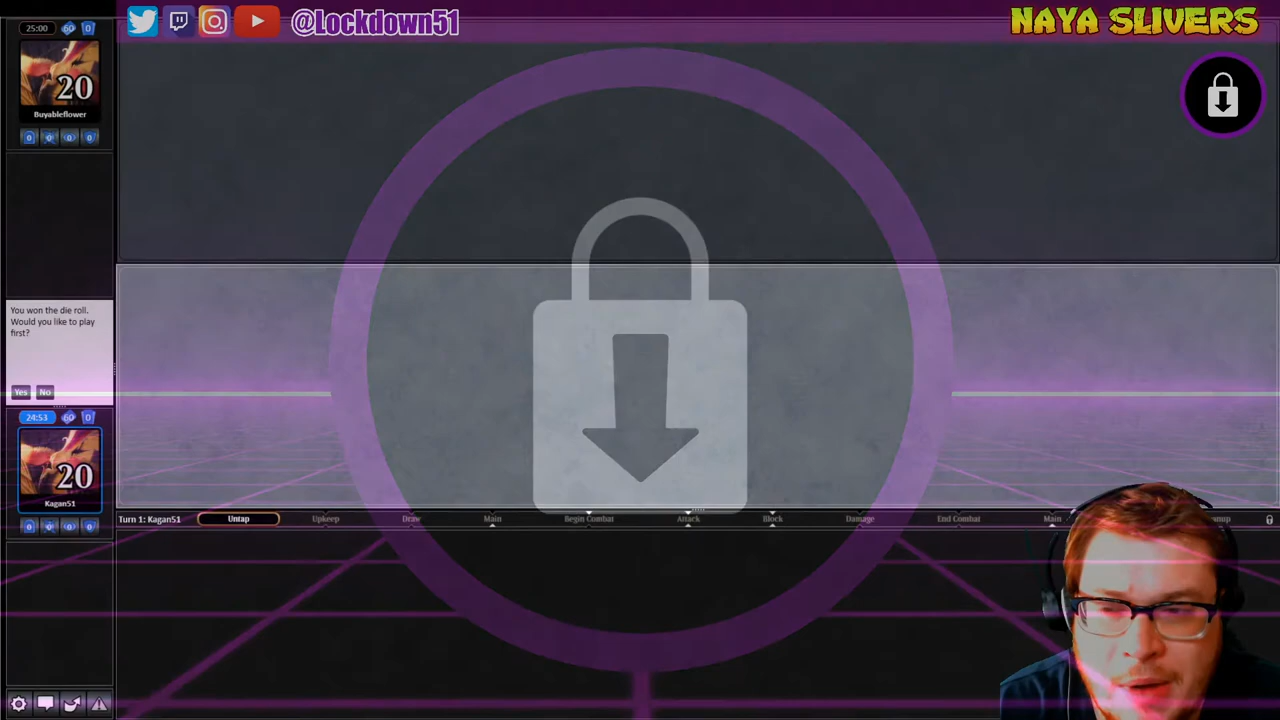 @Lockdown51
NAYA SLIVERS
25:00 60 0
20
Buyableflower
0 0 0 0
You won the die roll.
Would you like to play
first?
Yes No
24:53 60 0
20
Kagan51
0 0 0 0
Turn 1: Kagan51 Untap Upkeep Draw Main Begin Combat Attack Block Damage End Combat Main